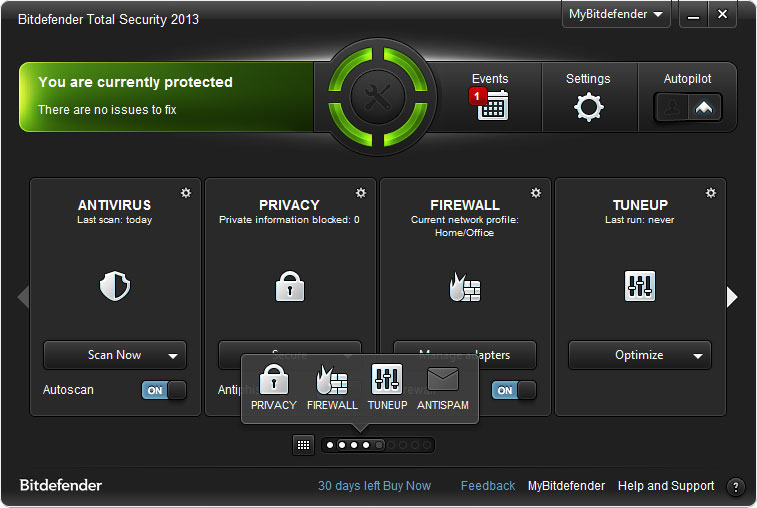 Bitdefender Total Security 2013
MyBitdefender
You are currently protected
There are no issues to fix
Events
1
Settings
Autopilot
ANTIVIRUS
Last scan: today
Scan Now
Autoscan
ON
PRIVACY
Private information blocked: 0
Secure
FIREWALL
Current network profile:
Home/Office
Manage adapters
ON
TUNEUP
Last run: never
Optimize
PRIVACY
FIREWALL
TUNEUP
ANTISPAM
Bitdefender
30 days left Buy Now
Feedback
MyBitdefender
Help and Support
?